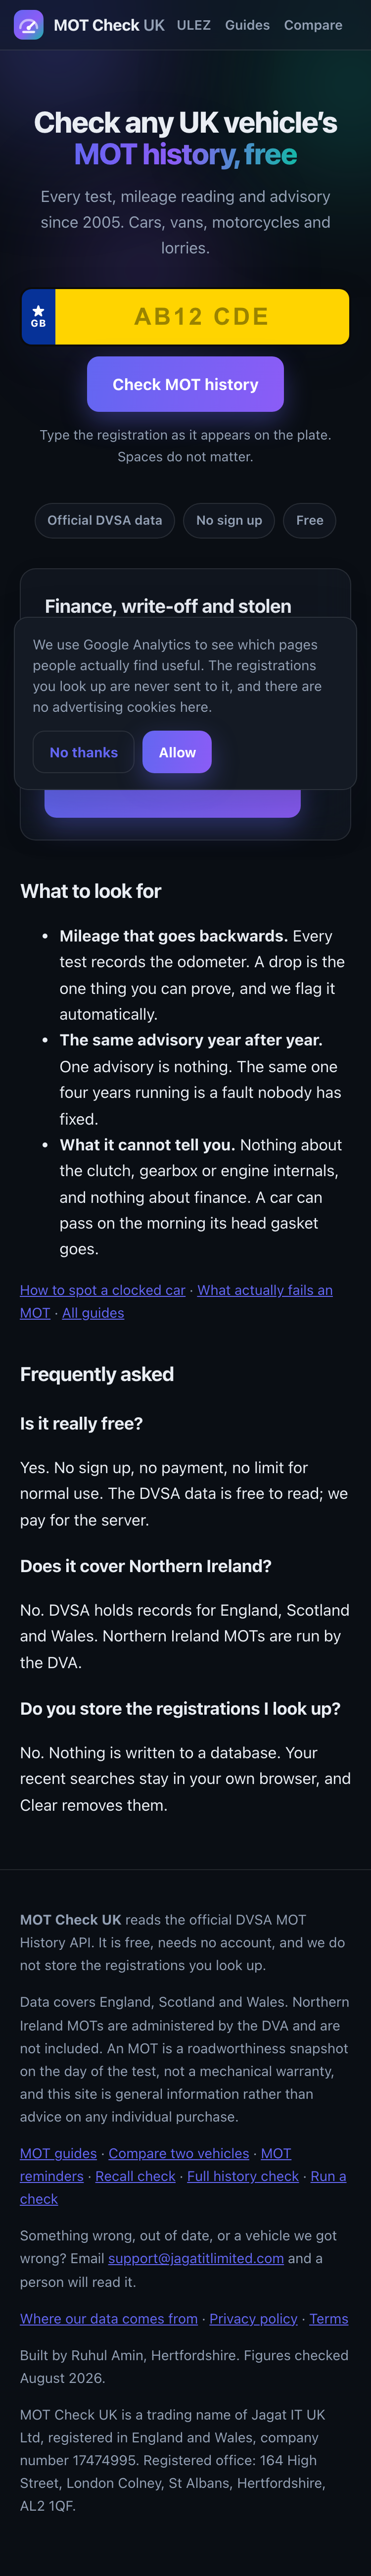 MOT Check UK ULEZ Guides Compare
Check any UK vehicle’s
MOT history, free
Every test, mileage reading and advisory
since 2005. Cars, vans, motorcycles and
lorries.
GB
AB12 CDE
Check MOT history
Type the registration as it appears on the plate.
Spaces do not matter.
Official DVSA data No sign up Free
Finance, write-off and stolen
We use Google Analytics to see which pages
people actually find useful. The registrations
you look up are never sent to it, and there are
no advertising cookies here.
No thanks Allow
What to look for
• Mileage that goes backwards. Every
test records the odometer. A drop is the
one thing you can prove, and we flag it
automatically.
• The same advisory year after year.
One advisory is nothing. The same one
four years running is a fault nobody has
fixed.
• What it cannot tell you. Nothing about
the clutch, gearbox or engine internals,
and nothing about finance. A car can
pass on the morning its head gasket
goes.
How to spot a clocked car · What actually fails an
MOT · All guides
Frequently asked
Is it really free?
Yes. No sign up, no payment, no limit for
normal use. The DVSA data is free to read; we
pay for the server.
Does it cover Northern Ireland?
No. DVSA holds records for England, Scotland
and Wales. Northern Ireland MOTs are run by
the DVA.
Do you store the registrations I look up?
No. Nothing is written to a database. Your
recent searches stay in your own browser, and
Clear removes them.
MOT Check UK reads the official DVSA MOT
History API. It is free, needs no account, and we do
not store the registrations you look up.
Data covers England, Scotland and Wales. Northern
Ireland MOTs are administered by the DVA and are
not included. An MOT is a roadworthiness snapshot
on the day of the test, not a mechanical warranty,
and this site is general information rather than
advice on any individual purchase.
MOT guides · Compare two vehicles · MOT
reminders · Recall check · Full history check · Run a
check
Something wrong, out of date, or a vehicle we got
wrong? Email support@jagatitlimited.com and a
person will read it.
Where our data comes from · Privacy policy · Terms
Built by Ruhul Amin, Hertfordshire. Figures checked
August 2026.
MOT Check UK is a trading name of Jagat IT UK
Ltd, registered in England and Wales, company
number 17474995. Registered office: 164 High
Street, London Colney, St Albans, Hertfordshire,
AL2 1QF.